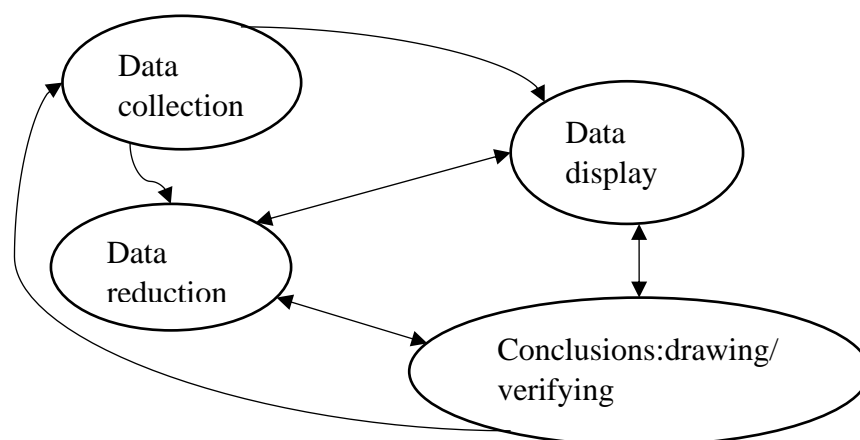 Data
collection
Data
display
Data
reduction
Conclusions:drawing/
verifying